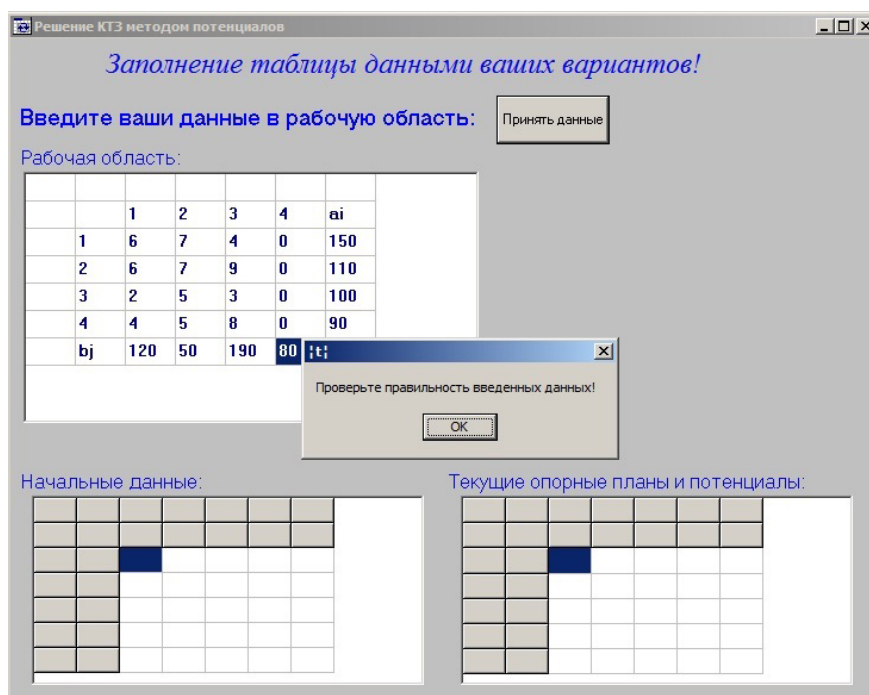 Решение КТЗ методом потенциалов
Заполнение таблицы данными ваших вариантов!
Введите ваши данные в рабочую область:
Принять данные
Рабочая область:
1 2 3 4 ai
1 6 7 4 0 150
2 6 7 9 0 110
3 2 5 3 0 100
4 4 5 8 0 90
bj 120 50 190 80
¦t¦
Проверьте правильность введенных данных!
OK
Начальные данные:
Текущие опорные планы и потенциалы: